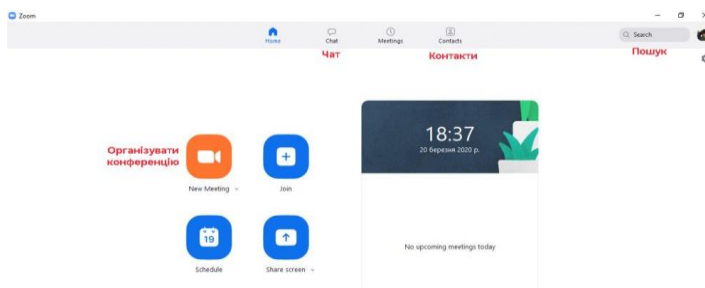 Zoom
Home
Chat
Meetings
Contacts
Search
Чат
Контакти
Пошук
18:37
20 березня 2020 р.
Організувати
конференцію
New Meeting
Join
19
No upcoming meetings today
Schedule
Share screen